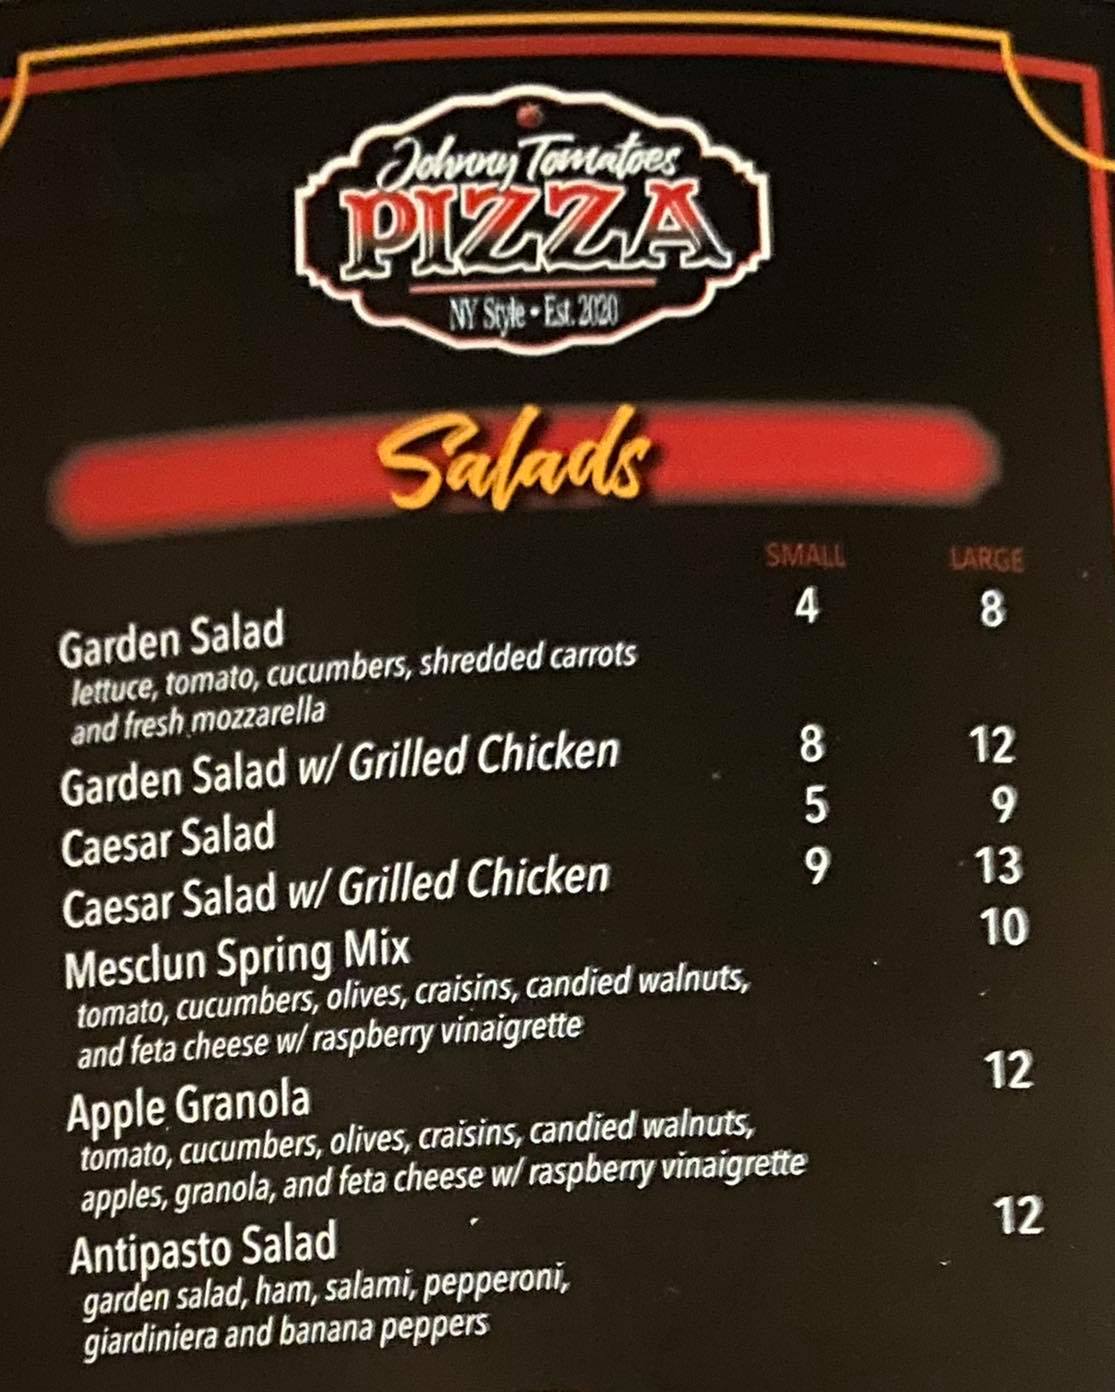 Johnny Tomatoes
PIZZA
NY Style • Est. 2020
Salads
SMALL LARGE
Garden Salad 4 8
lettuce, tomato, cucumbers, shredded carrots
and fresh mozzarella
Garden Salad w/ Grilled Chicken 8 12
Caesar Salad 5 9
Caesar Salad w/ Grilled Chicken 9 13
Mesclun Spring Mix 10
tomato, cucumbers, olives, craisins, candied walnuts,
and feta cheese w/ raspberry vinaigrette
Apple Granola 12
tomato, cucumbers, olives, craisins, candied walnuts,
apples, granola, and feta cheese w/ raspberry vinaigrette
Antipasto Salad 12
garden salad, ham, salami, pepperoni,
giardiniera and banana peppers